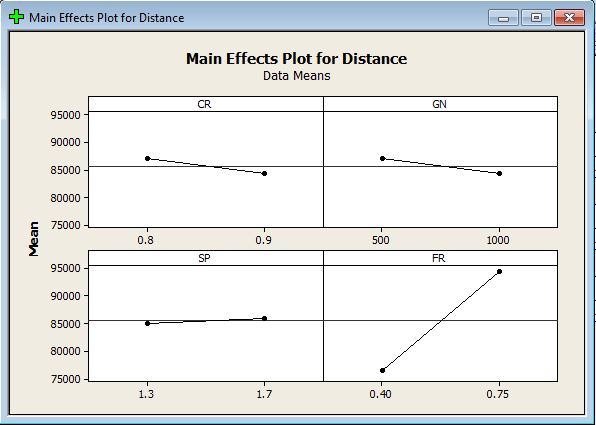 Main Effects Plot for Distance
Main Effects Plot for Distance
Data Means
CR GN
95000
90000
85000
80000
75000
0.8 0.9 500 1000
Mean
SP FR
95000
90000
85000
80000
75000
1.3 1.7 0.40 0.75